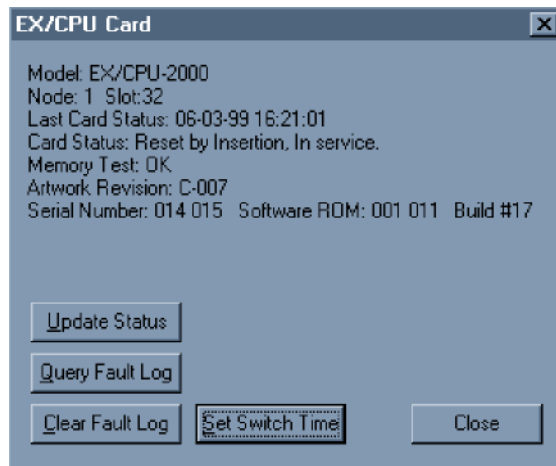 EX/CPU Card
Model: EX/CPU-2000
Node: 1 Slot:32
Last Card Status: 06-03-99 16:21:01
Card Status: Reset by Insertion, In service.
Memory Test: OK
Artwork Revision: C-007
Serial Number: 014 015 Software ROM: 001 011 Build #17
Update Status
Query Fault Log
Clear Fault Log Set Switch Time Close